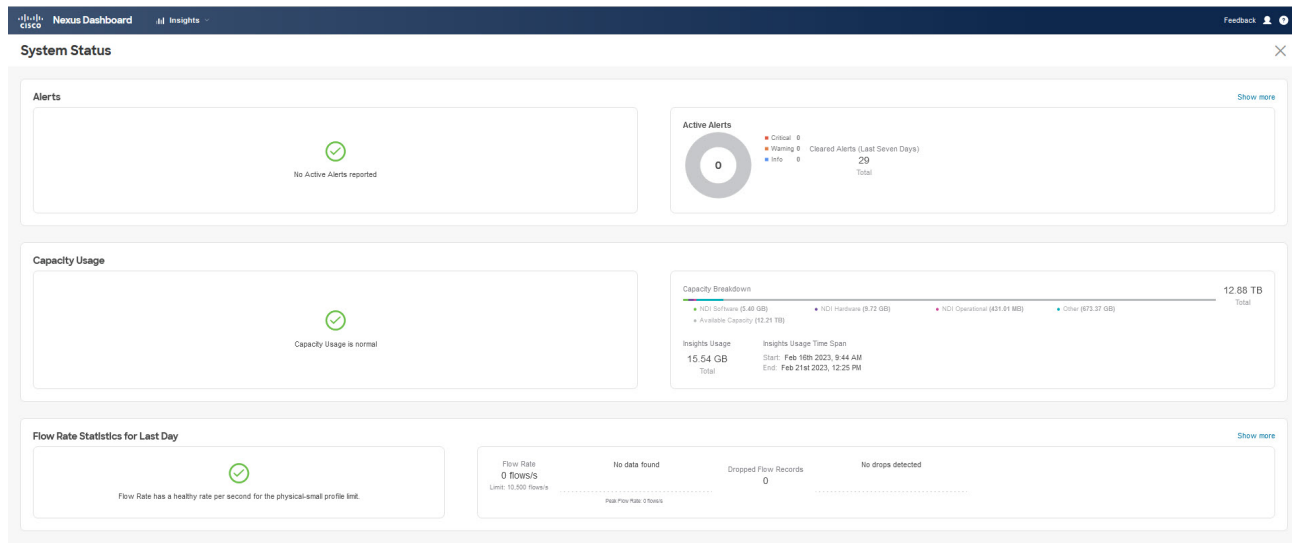 CISCO Nexus Dashboard Insights Feedback
System Status
Alerts Show more
No Active Alerts reported
Active Alerts
0
Critical 0
Warning 0
Info 0
Cleared Alerts (Last Seven Days)
29
Total
Capacity Usage
Capacity Usage is normal
Capacity Breakdown
12.88 TB
Total
NDI Software (5.40 GB) NDI Hardware (9.72 GB) NDI Operational (431.01 MB) Other (673.37 GB)
Available Capacity (12.21 TB)
Insights Usage
15.54 GB
Total
Insights Usage Time Span
Start: Feb 16th 2023, 9:44 AM
End: Feb 21st 2023, 12:25 PM
Flow Rate Statistics for Last Day Show more
Flow Rate has a healthy rate per second for the physical-small profile limit.
Flow Rate
0 flows/s
Limit: 10,500 flows/s
No data found
Peak Flow Rate: 0 flows/s
Dropped Flow Records
0
No drops detected